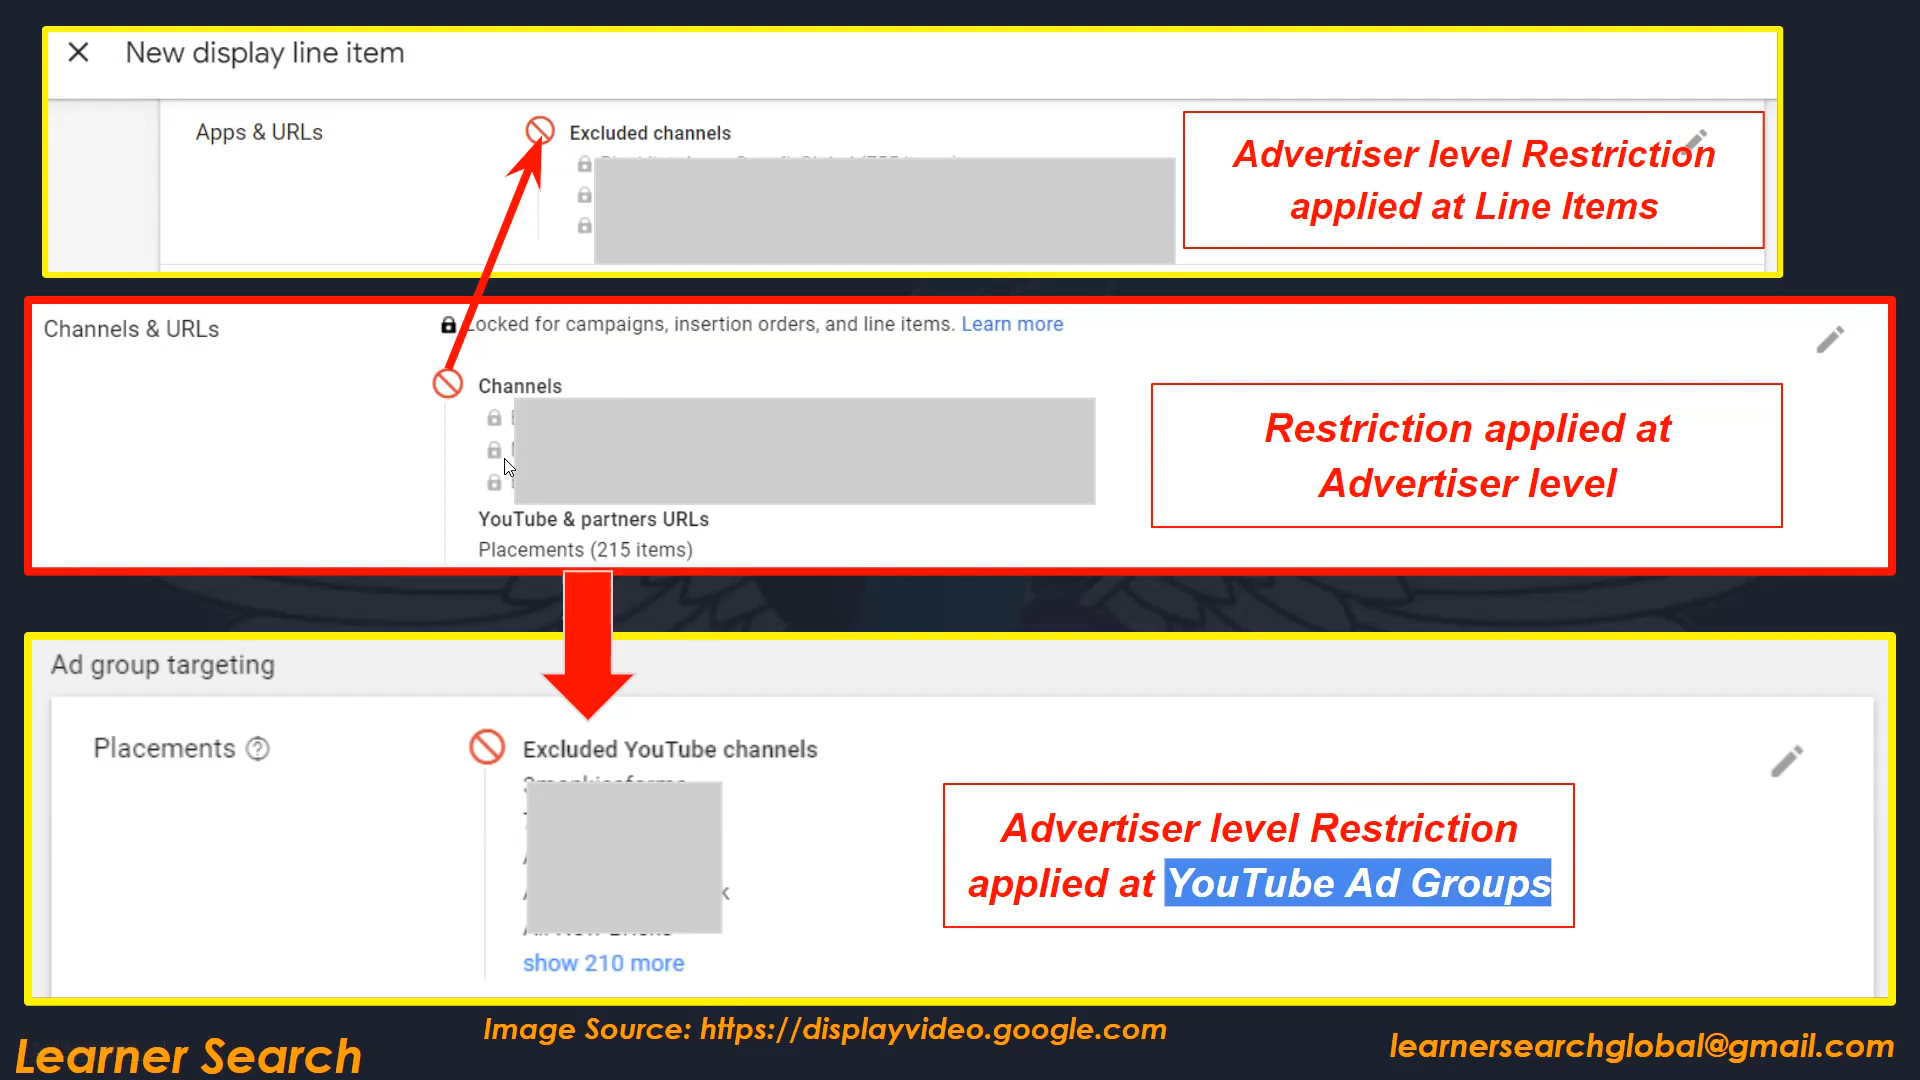 New display line item
Apps & URLs
Excluded channels
Advertiser level Restriction
applied at Line Items
Channels & URLs
Locked for campaigns, insertion orders, and line items. Learn more
Channels
Restriction applied at
Advertiser level
YouTube & partners URLs
Placements (215 items)
Ad group targeting
Placements
Excluded YouTube channels
Advertiser level Restriction
applied at YouTube Ad Groups
show 210 more
Image Source: https://displayvideo.google.com
Learner Search
learnersearchglobal@gmail.com